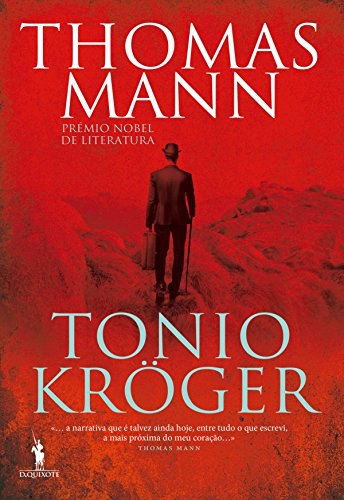 THOMAS
MANN
PRÉMIO NOBEL
DE LITERATURA
TONIO
KRÖGER
«... a narrativa que é talvez ainda hoje, entre tudo o que escrevi,
a mais próxima do meu coração...»
THOMAS MANN
D.QUIXOTE